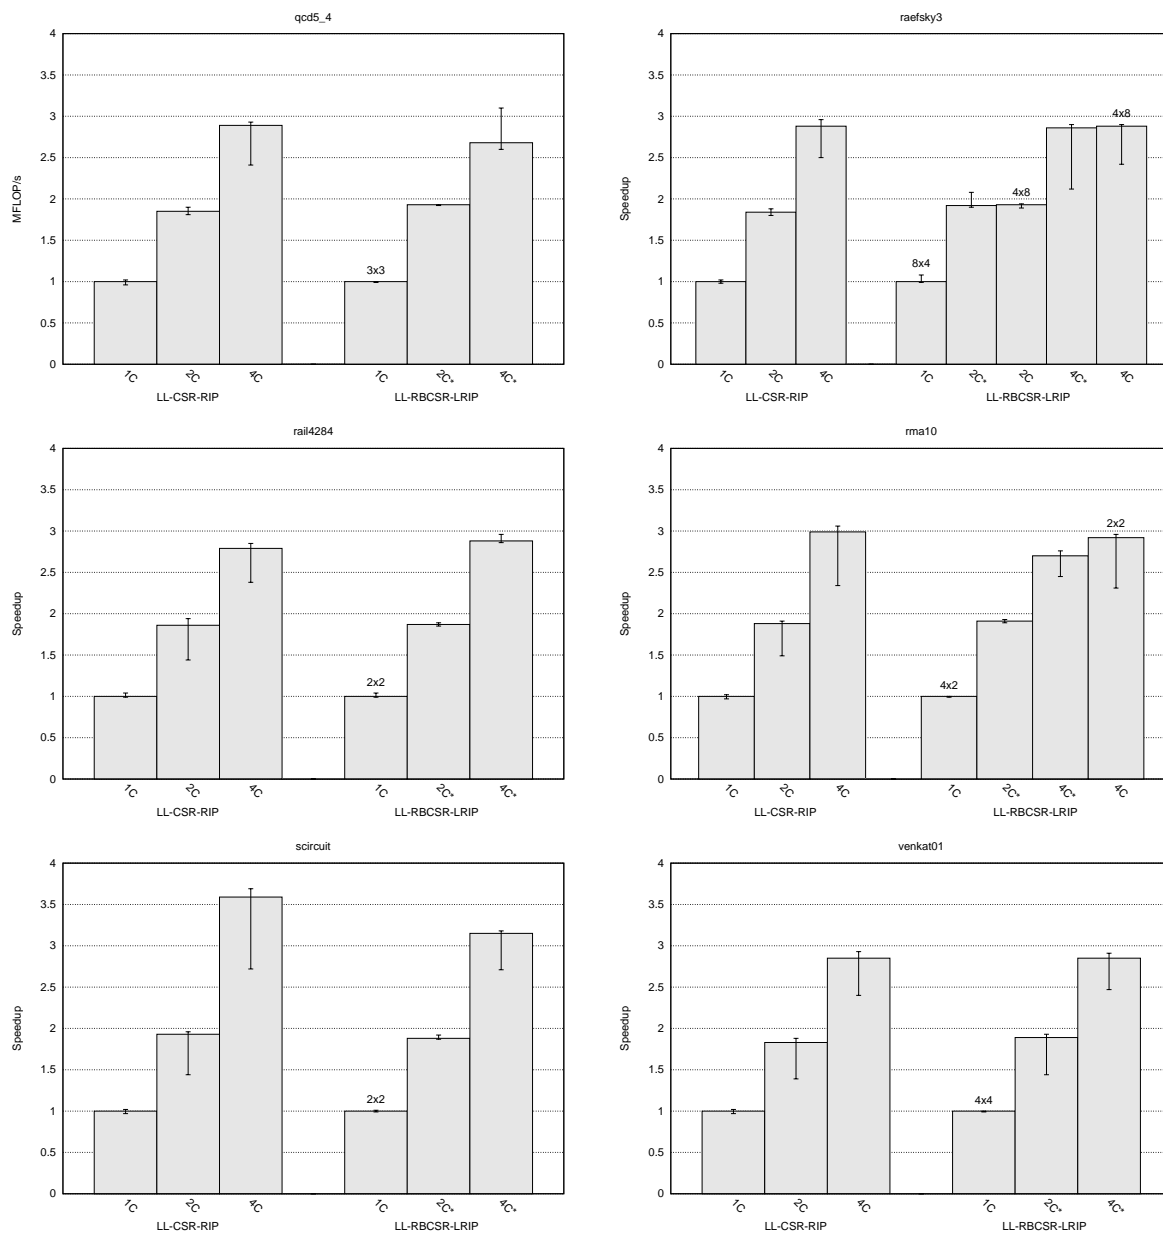 qcd5_4
4
3.5
3
2.5
2
1.5
1
0.5
0
MFLOP/s
3x3
1C
2C
4C
1C
2C*
4C*
LL-CSR-RIP
LL-RBCSR-LRIP
raefsky3
4
3.5
3
2.5
2
1.5
1
0.5
0
Speedup
8x4
4x8
4x8
1C
2C
4C
1C
2C*
2C
4C*
4C
LL-CSR-RIP
LL-RBCSR-LRIP
rail4284
4
3.5
3
2.5
2
1.5
1
0.5
0
Speedup
2x2
1C
2C
4C
1C
2C*
4C*
LL-CSR-RIP
LL-RBCSR-LRIP
rma10
4
3.5
3
2.5
2
1.5
1
0.5
0
Speedup
4x2
2x2
1C
2C
4C
1C
2C*
4C*
4C
LL-CSR-RIP
LL-RBCSR-LRIP
scircuit
4
3.5
3
2.5
2
1.5
1
0.5
0
Speedup
2x2
1C
2C
4C
1C
2C*
4C*
LL-CSR-RIP
LL-RBCSR-LRIP
venkat01
4
3.5
3
2.5
2
1.5
1
0.5
0
Speedup
4x4
1C
2C
4C
1C
2C*
4C*
LL-CSR-RIP
LL-RBCSR-LRIP